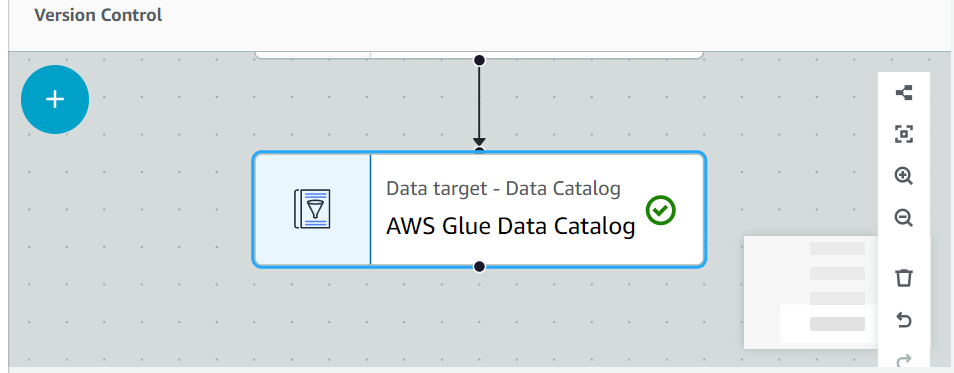 Version Control
Data target - Data Catalog
AWS Glue Data Catalog